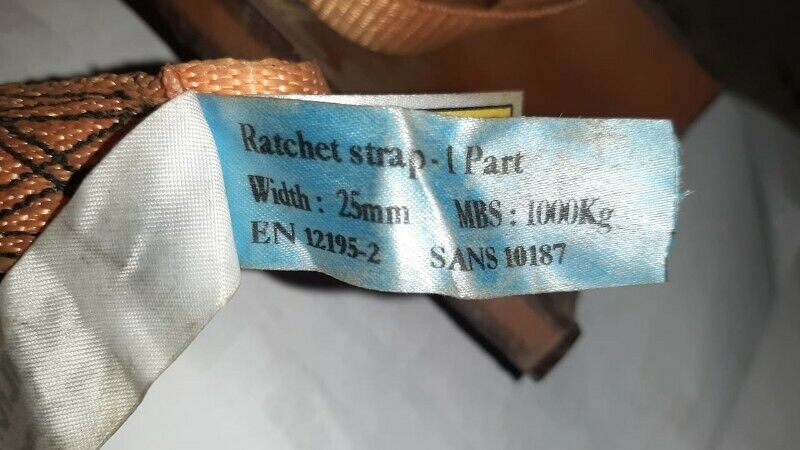 Ratchet strap - 1 Part
Width : 25mm MBS : 1000Kg
EN 12195-2 SANS 10187